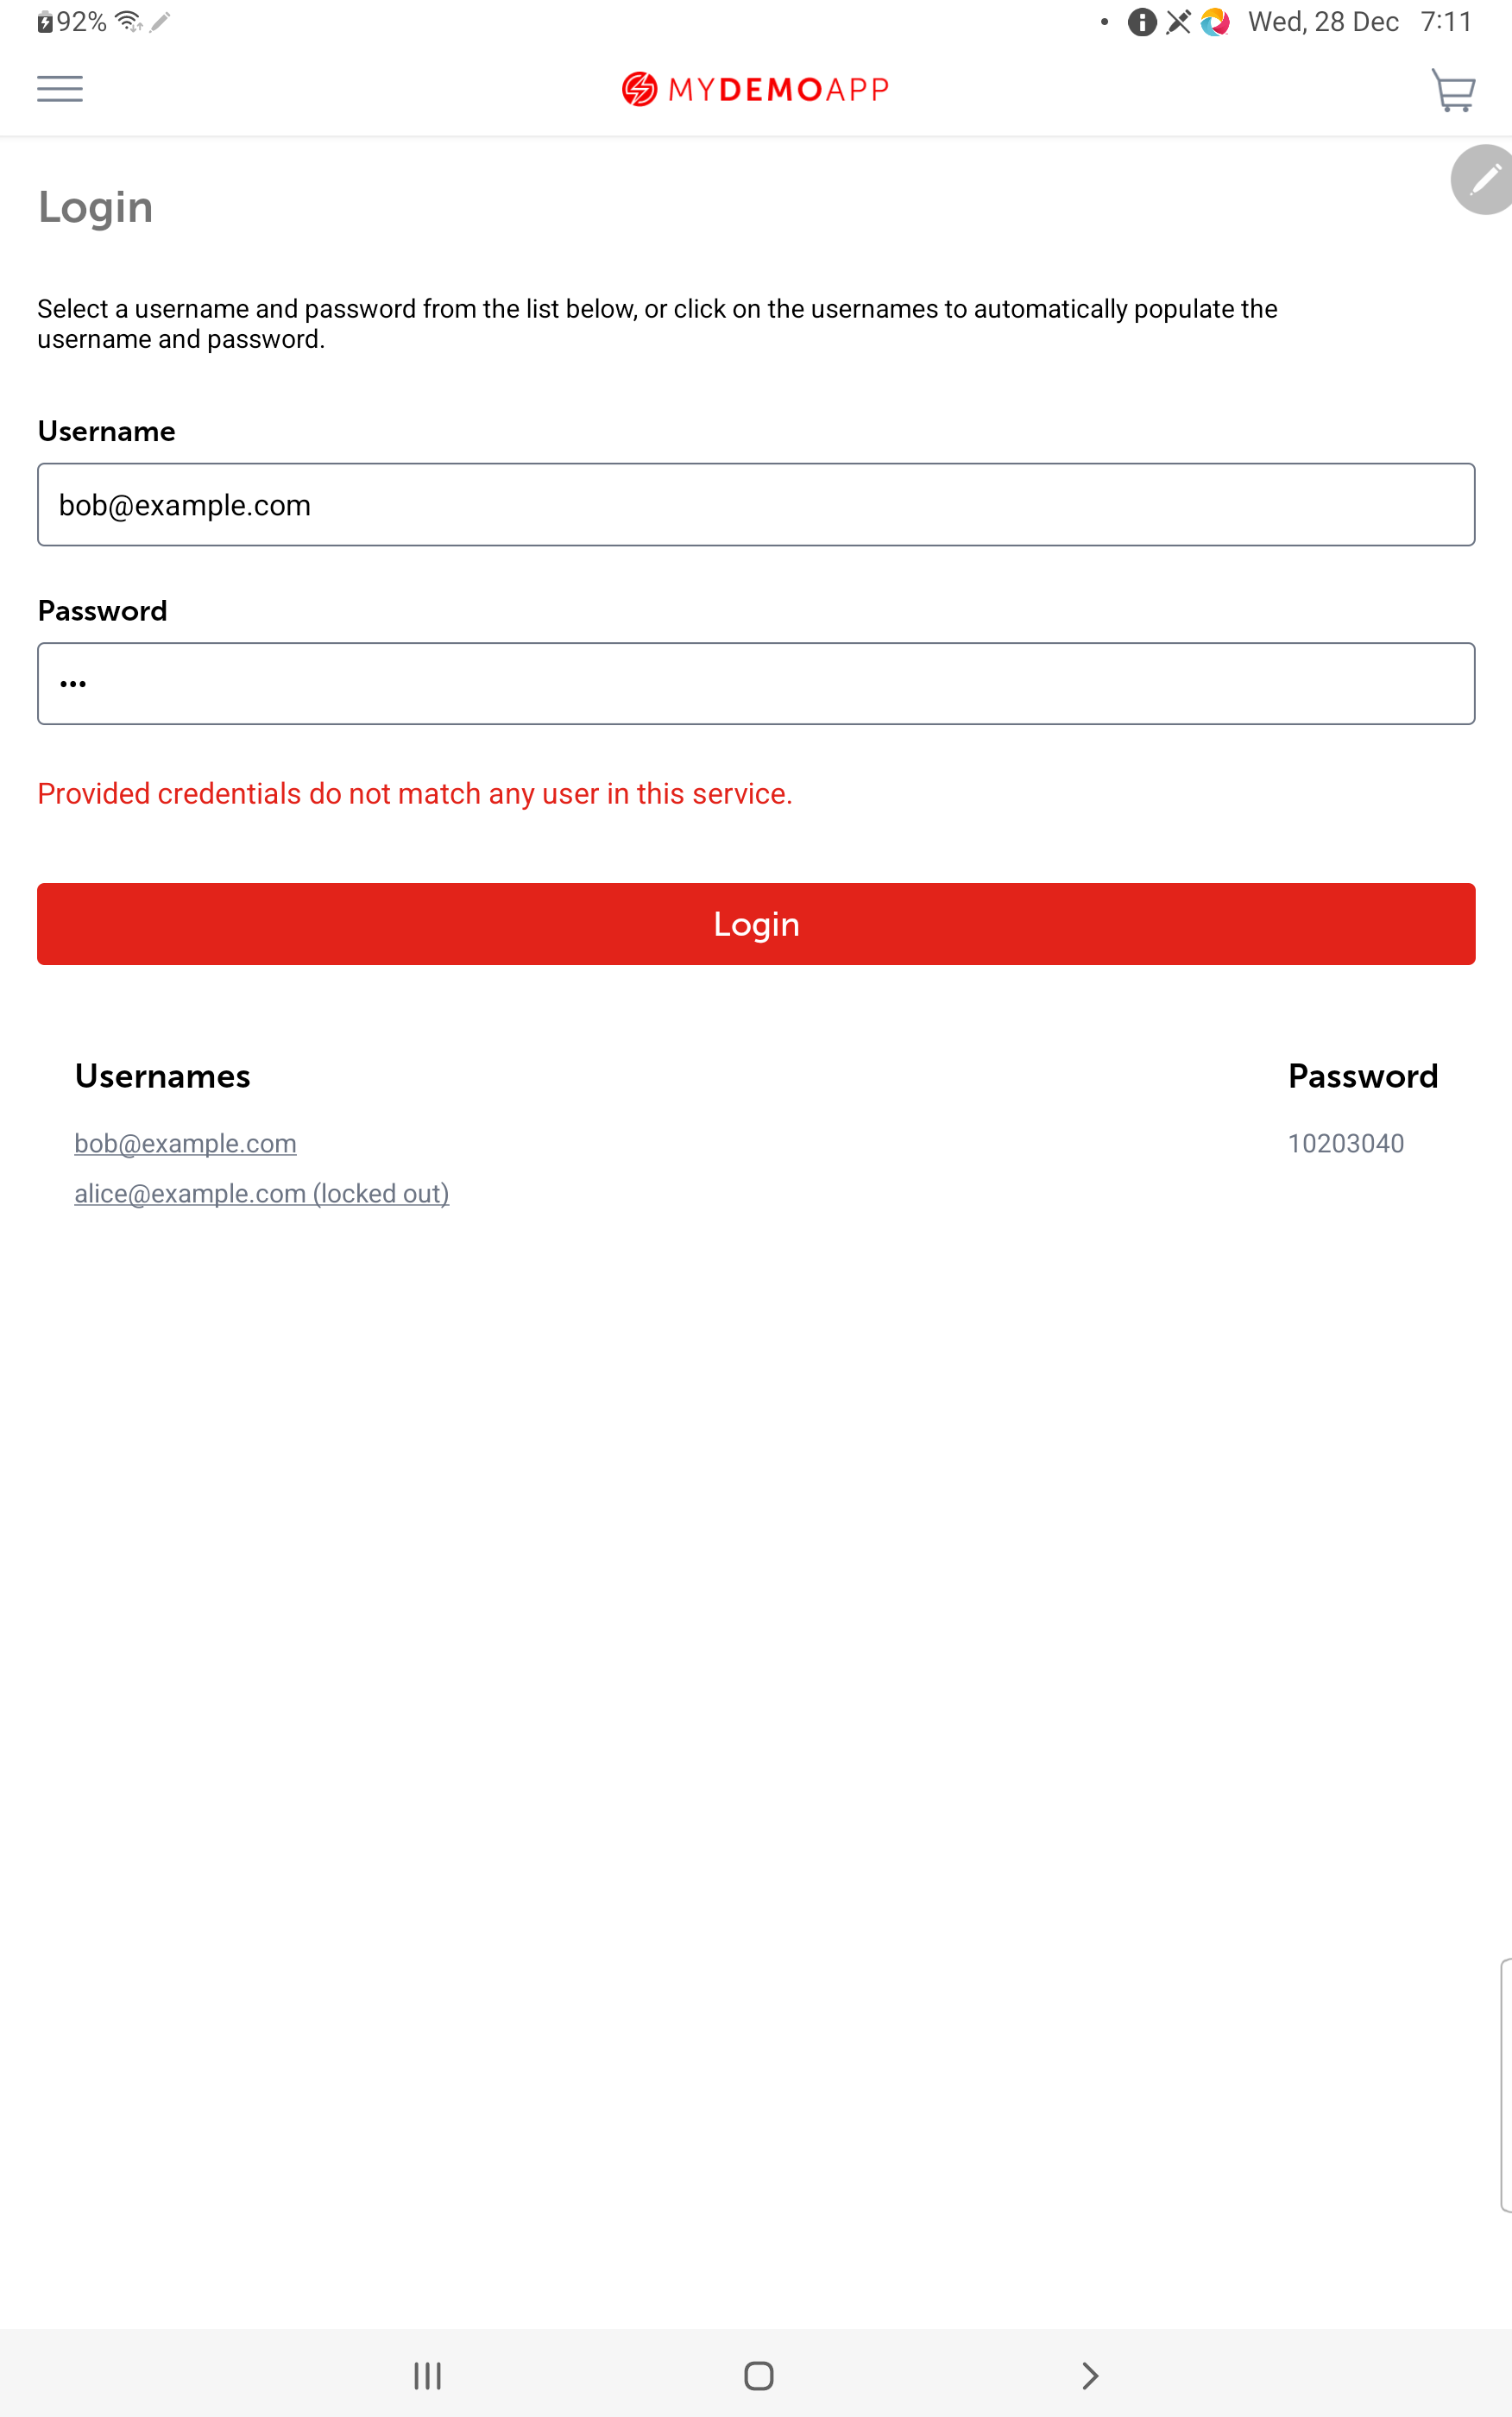 92%
Wed, 28 Dec 7:11
MYDEMOAPP
Login
Select a username and password from the list below, or click on the usernames to automatically populate the
username and password.
Username
bob@example.com
Password
•••
Provided credentials do not match any user in this service.
Login
Usernames Password
bob@example.com 10203040
alice@example.com (locked out)